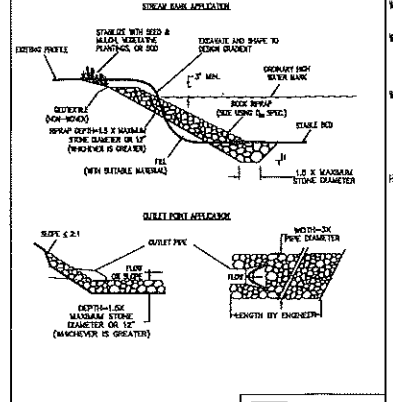 STREAM BANK APPLICATION
STABILIZE WITH SEED &
MULCH, VEGETATIVE
PLANTINGS, OR SOD
EXCAVATE AND SHAPE TO
DESIGN GRADIENT
EXISTING PROFILE
3" MIN.
ORDINARY HIGH
WATER MARK
GEOTEXTILE
(NON-WOVEN)
ROCK RIPRAP
(SIZE USING D50 SPEC)
RIPRAP DEPTH=1.5 X MAXIMUM
STONE DIAMETER OR 12"
(WHICHEVER IS GREATER)
STABLE BED
FILL
(WITH SUITABLE MATERIAL)
1.5 X MAXIMUM
STONE DIAMETER
OUTLET POINT APPLICATION
SLOPE ≤ 2:1
OUTLET PIPE
WIDTH=3X
PIPE DIAMETER
FLOW
OR SLOPE
FLOW
DEPTH=1.5X
MAXIMUM STONE
DIAMETER OR 12"
(WHICHEVER IS GREATER)
LENGTH BY ENGINEER